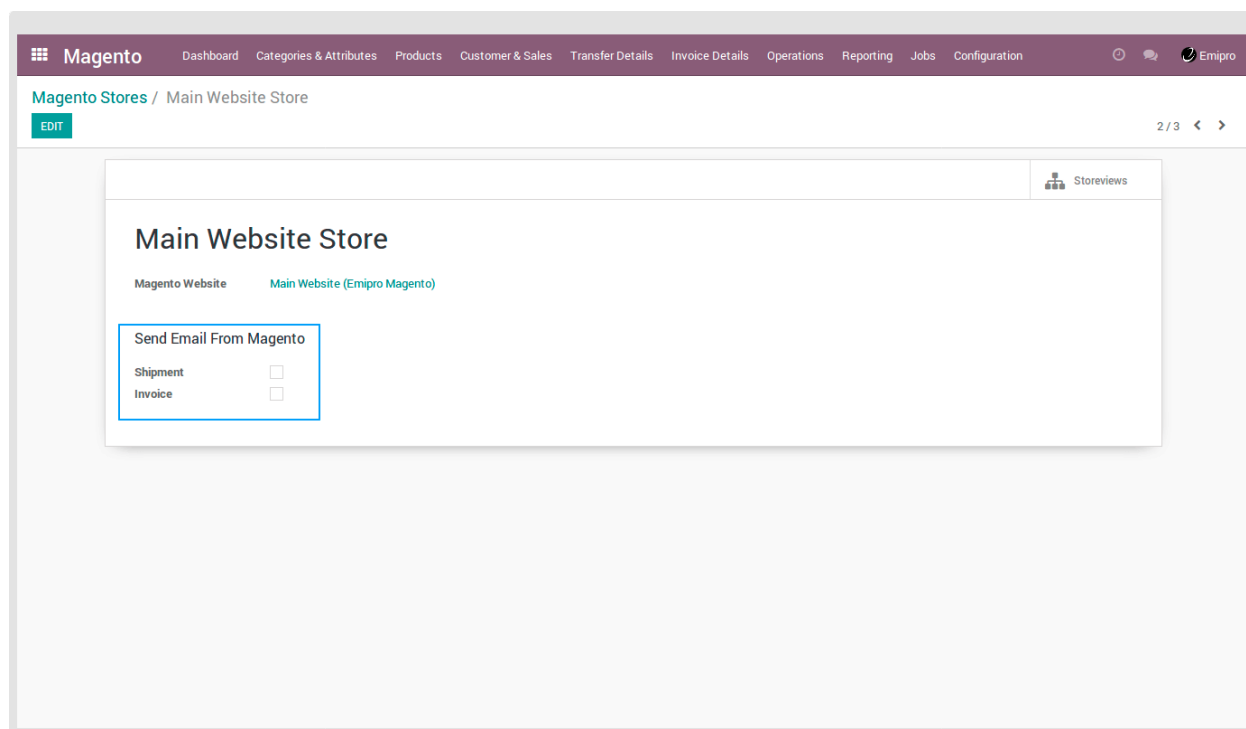 Magento Dashboard Categories & Attributes Products Customer & Sales Transfer Details Invoice Details Operations Reporting Jobs Configuration Emipro
Magento Stores / Main Website Store
EDIT 2 / 3
Storeviews
Main Website Store
Magento Website Main Website (Emipro Magento)
Send Email From Magento
Shipment
Invoice